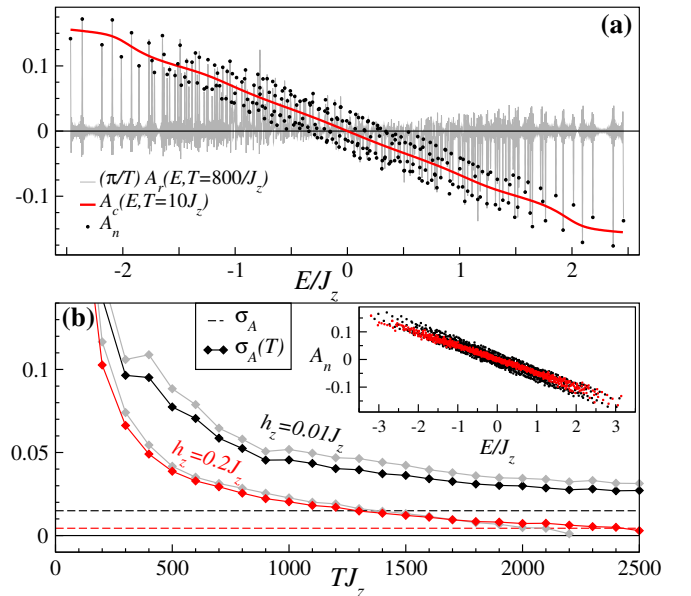 (a)
0.1
0
-0.1
(π/T) A_r(E,T=800/J_z)
A_c(E,T=10J_z)
A_n
-2 -1 0 1 2
E/J_z
(b)
σ_A
σ_A(T)
0.1
0.05
0
h_z=0.01J_z
h_z=0.2J_z
A_n
0.1
0
-0.1
-3 -2 -1 0 1 2 3
E/J_z
0 500 1000 1500 2000 2500
TJ_z